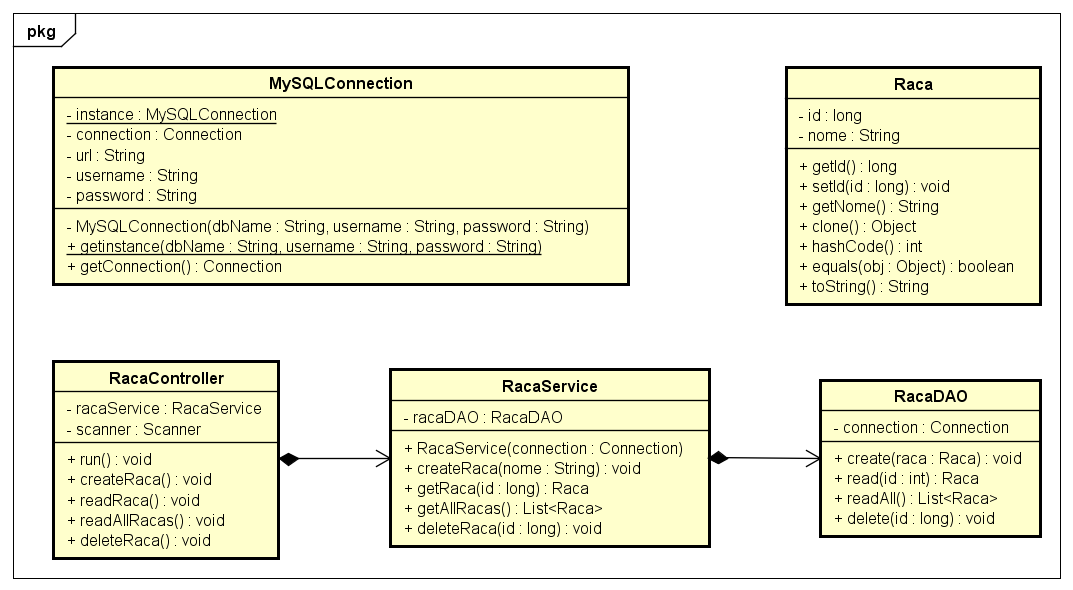 pkg
MySQLConnection
- instance : MySQLConnection
- connection : Connection
- url : String
- username : String
- password : String
- MySQLConnection(dbName : String, username : String, password : String)
+ getinstance(dbName : String, username : String, password : String)
+ getConnection() : Connection
Raca
- id : long
- nome : String
+ getId() : long
+ setId(id : long) : void
+ getNome() : String
+ clone() : Object
+ hashCode() : int
+ equals(obj : Object) : boolean
+ toString() : String
RacaController
- racaService : RacaService
- scanner : Scanner
+ run() : void
+ createRaca() : void
+ readRaca() : void
+ readAllRacas() : void
+ deleteRaca() : void
RacaService
- racaDAO : RacaDAO
+ RacaService(connection : Connection)
+ createRaca(nome : String) : void
+ getRaca(id : long) : Raca
+ getAllRacas() : List<Raca>
+ deleteRaca(id : long) : void
RacaDAO
- connection : Connection
+ create(raca : Raca) : void
+ read(id : int) : Raca
+ readAll() : List<Raca>
+ delete(id : long) : void